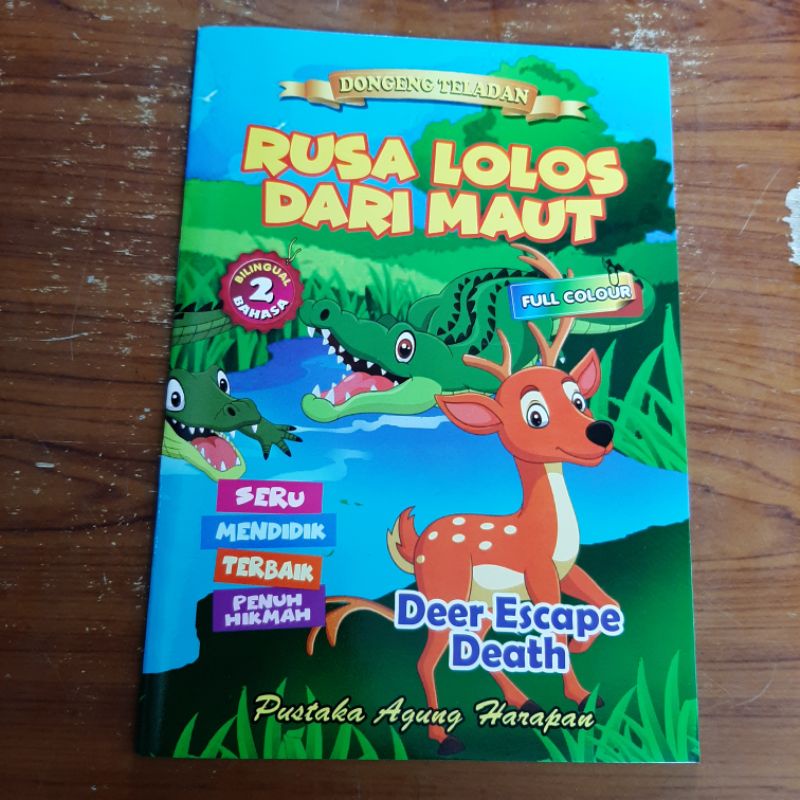 DONGENG TELADAN
RUSA LOLOS
DARI MAUT
BILINGUAL
2
BAHASA
FULL COLOUR
SERU
MENDIDIK
TERBAIK
PENUH
HIKMAH
Deer Escape
Death
Pustaka Agung Harapan